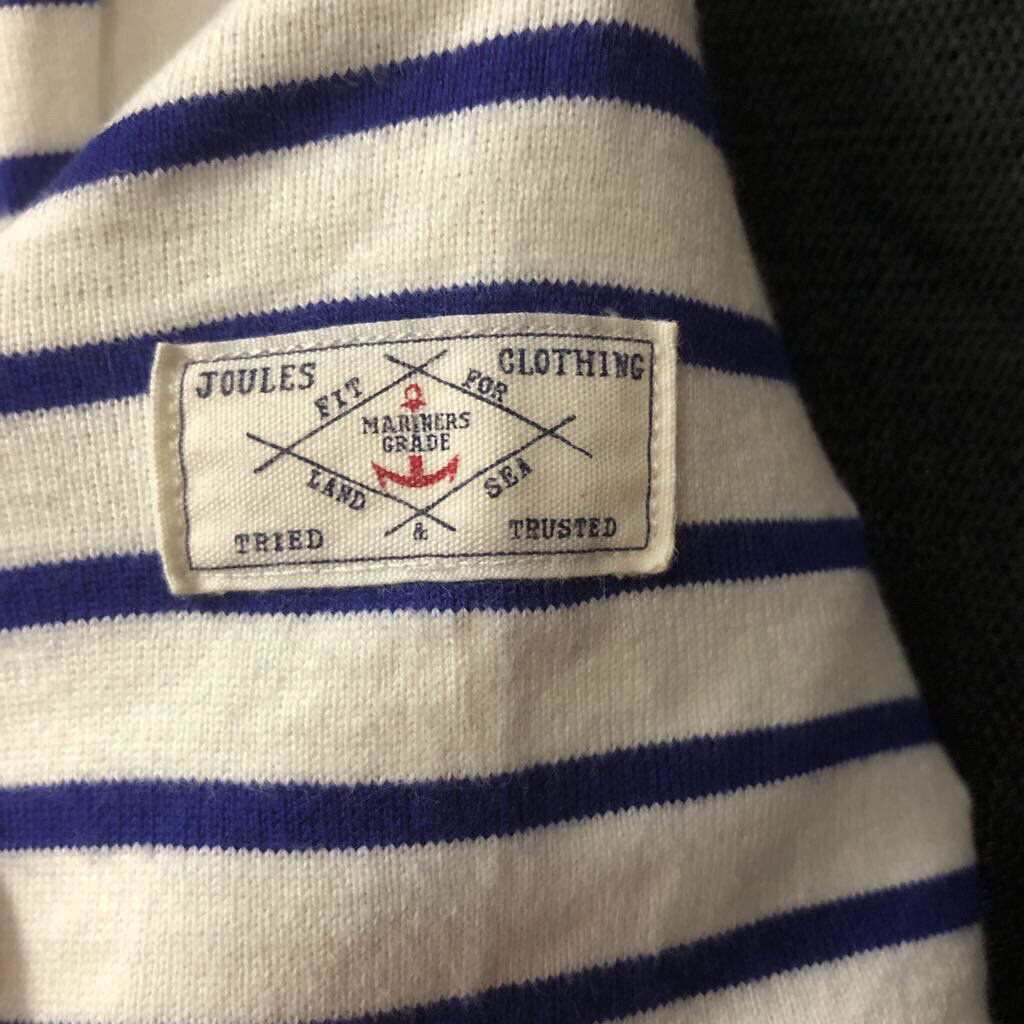 JOULES CLOTHING
FIT FOR
MARINERS
GRADE
LAND & SEA
TRIED TRUSTED